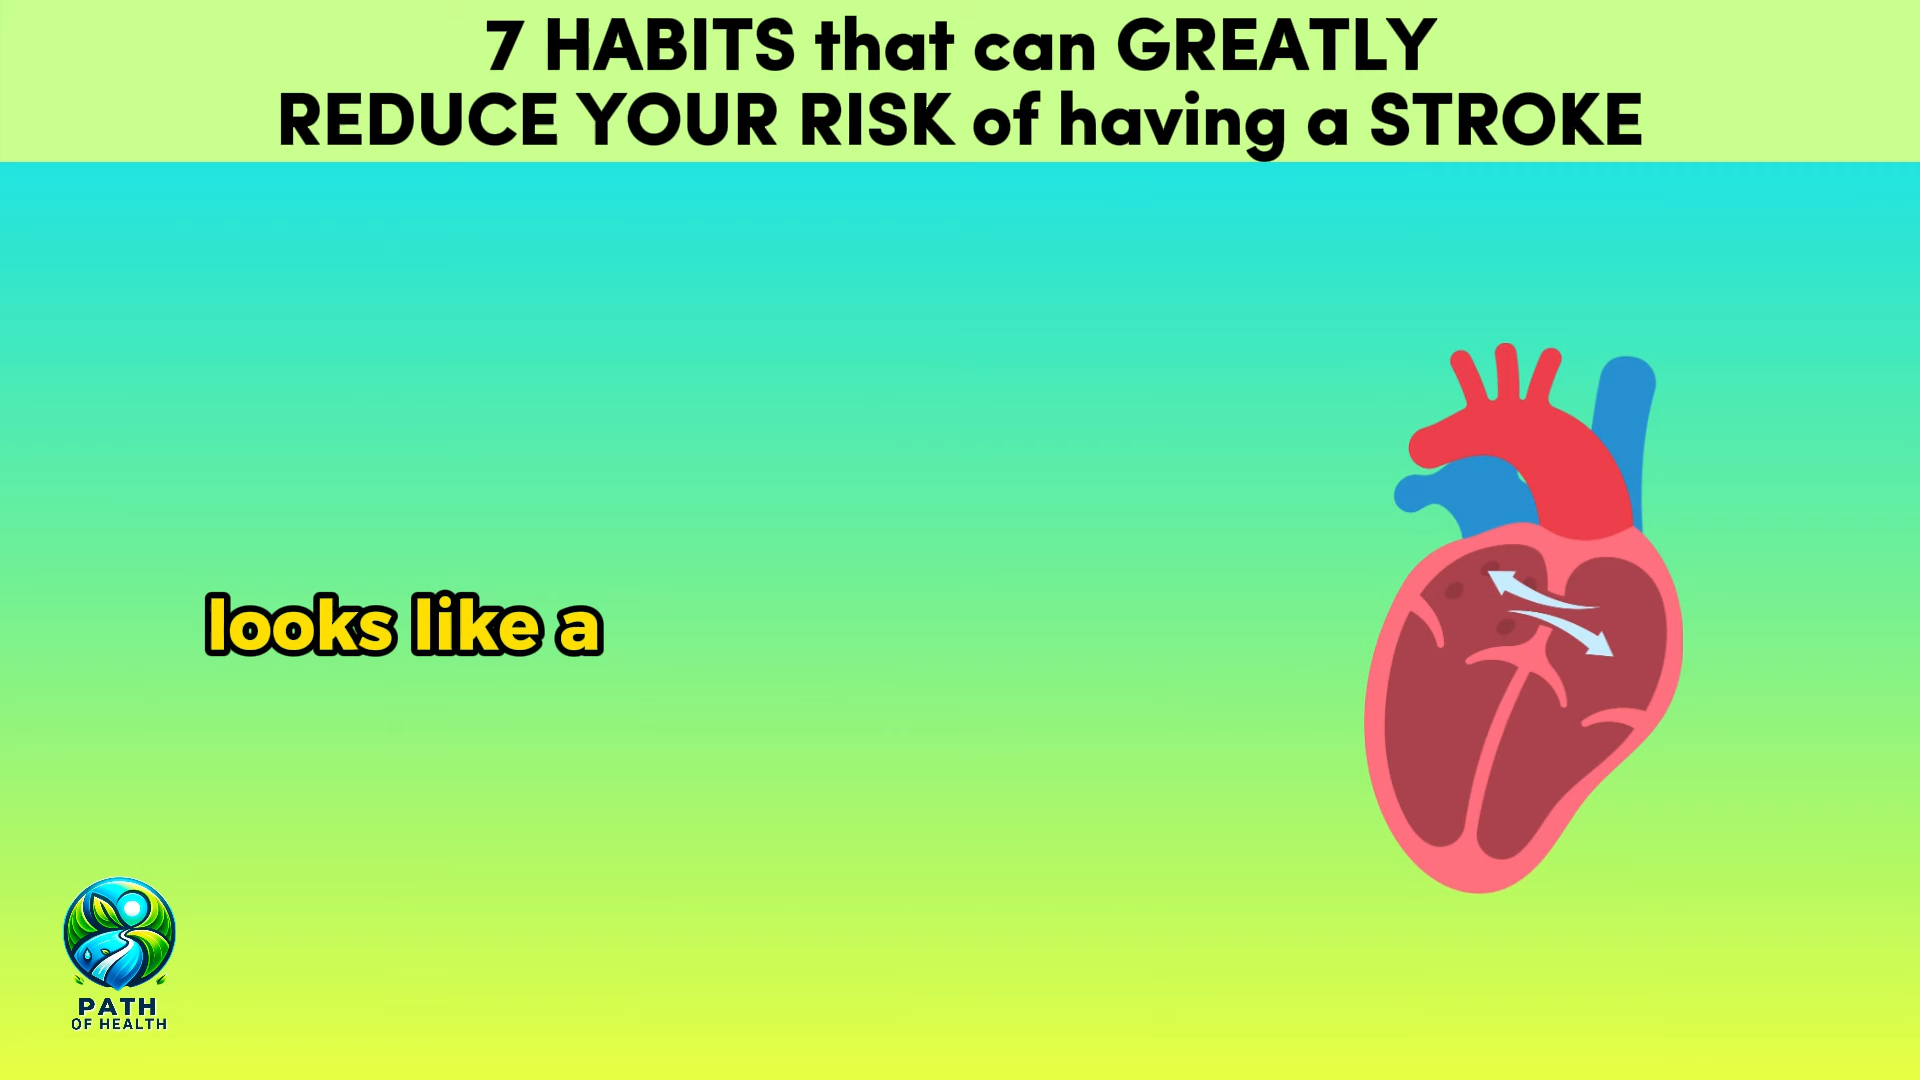 7 HABITS that can GREATLY
REDUCE YOUR RISK of having a STROKE
looks like a
PATH
OF HEALTH